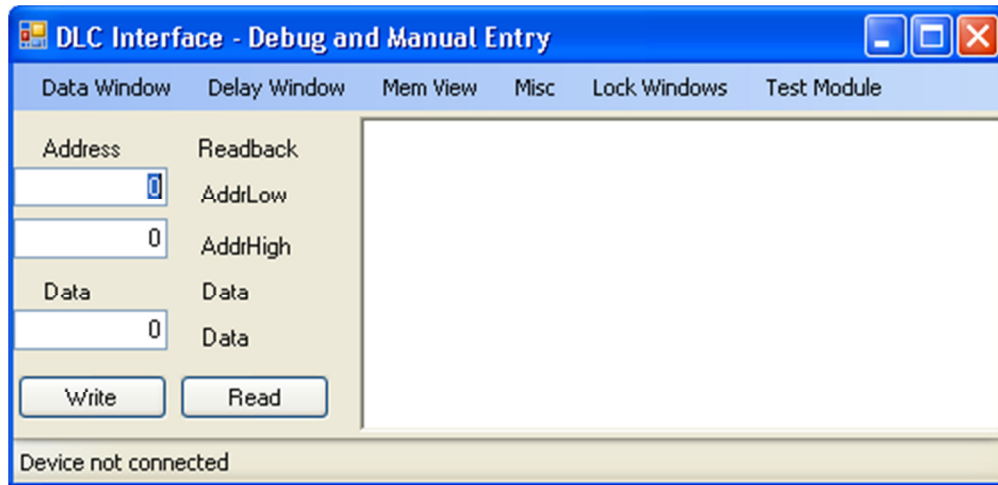 DLC Interface - Debug and Manual Entry
Data Window Delay Window Mem View Misc Lock Windows Test Module
Address Readback
0 AddrLow
0 AddrHigh
Data Data
0 Data
Write Read
Device not connected